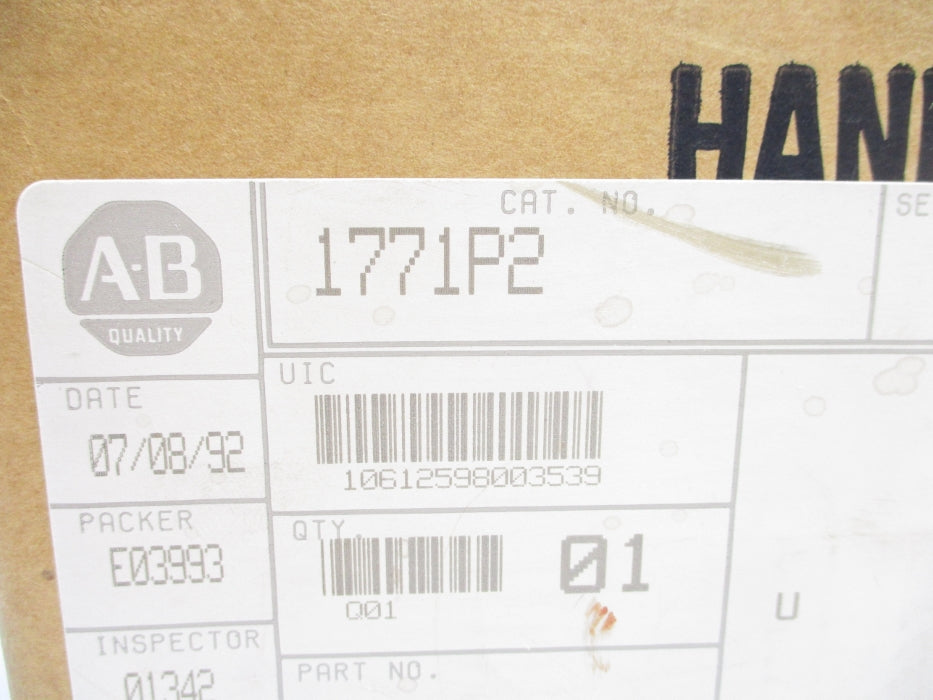 HAN
CAT. NO.
SE
1771P2
A·B
QUALITY
UIC
DATE
10612598003539
07/08/92
PACKER
QTY.
E03993
01
Q01
U
INSPECTOR
PART NO.
01342